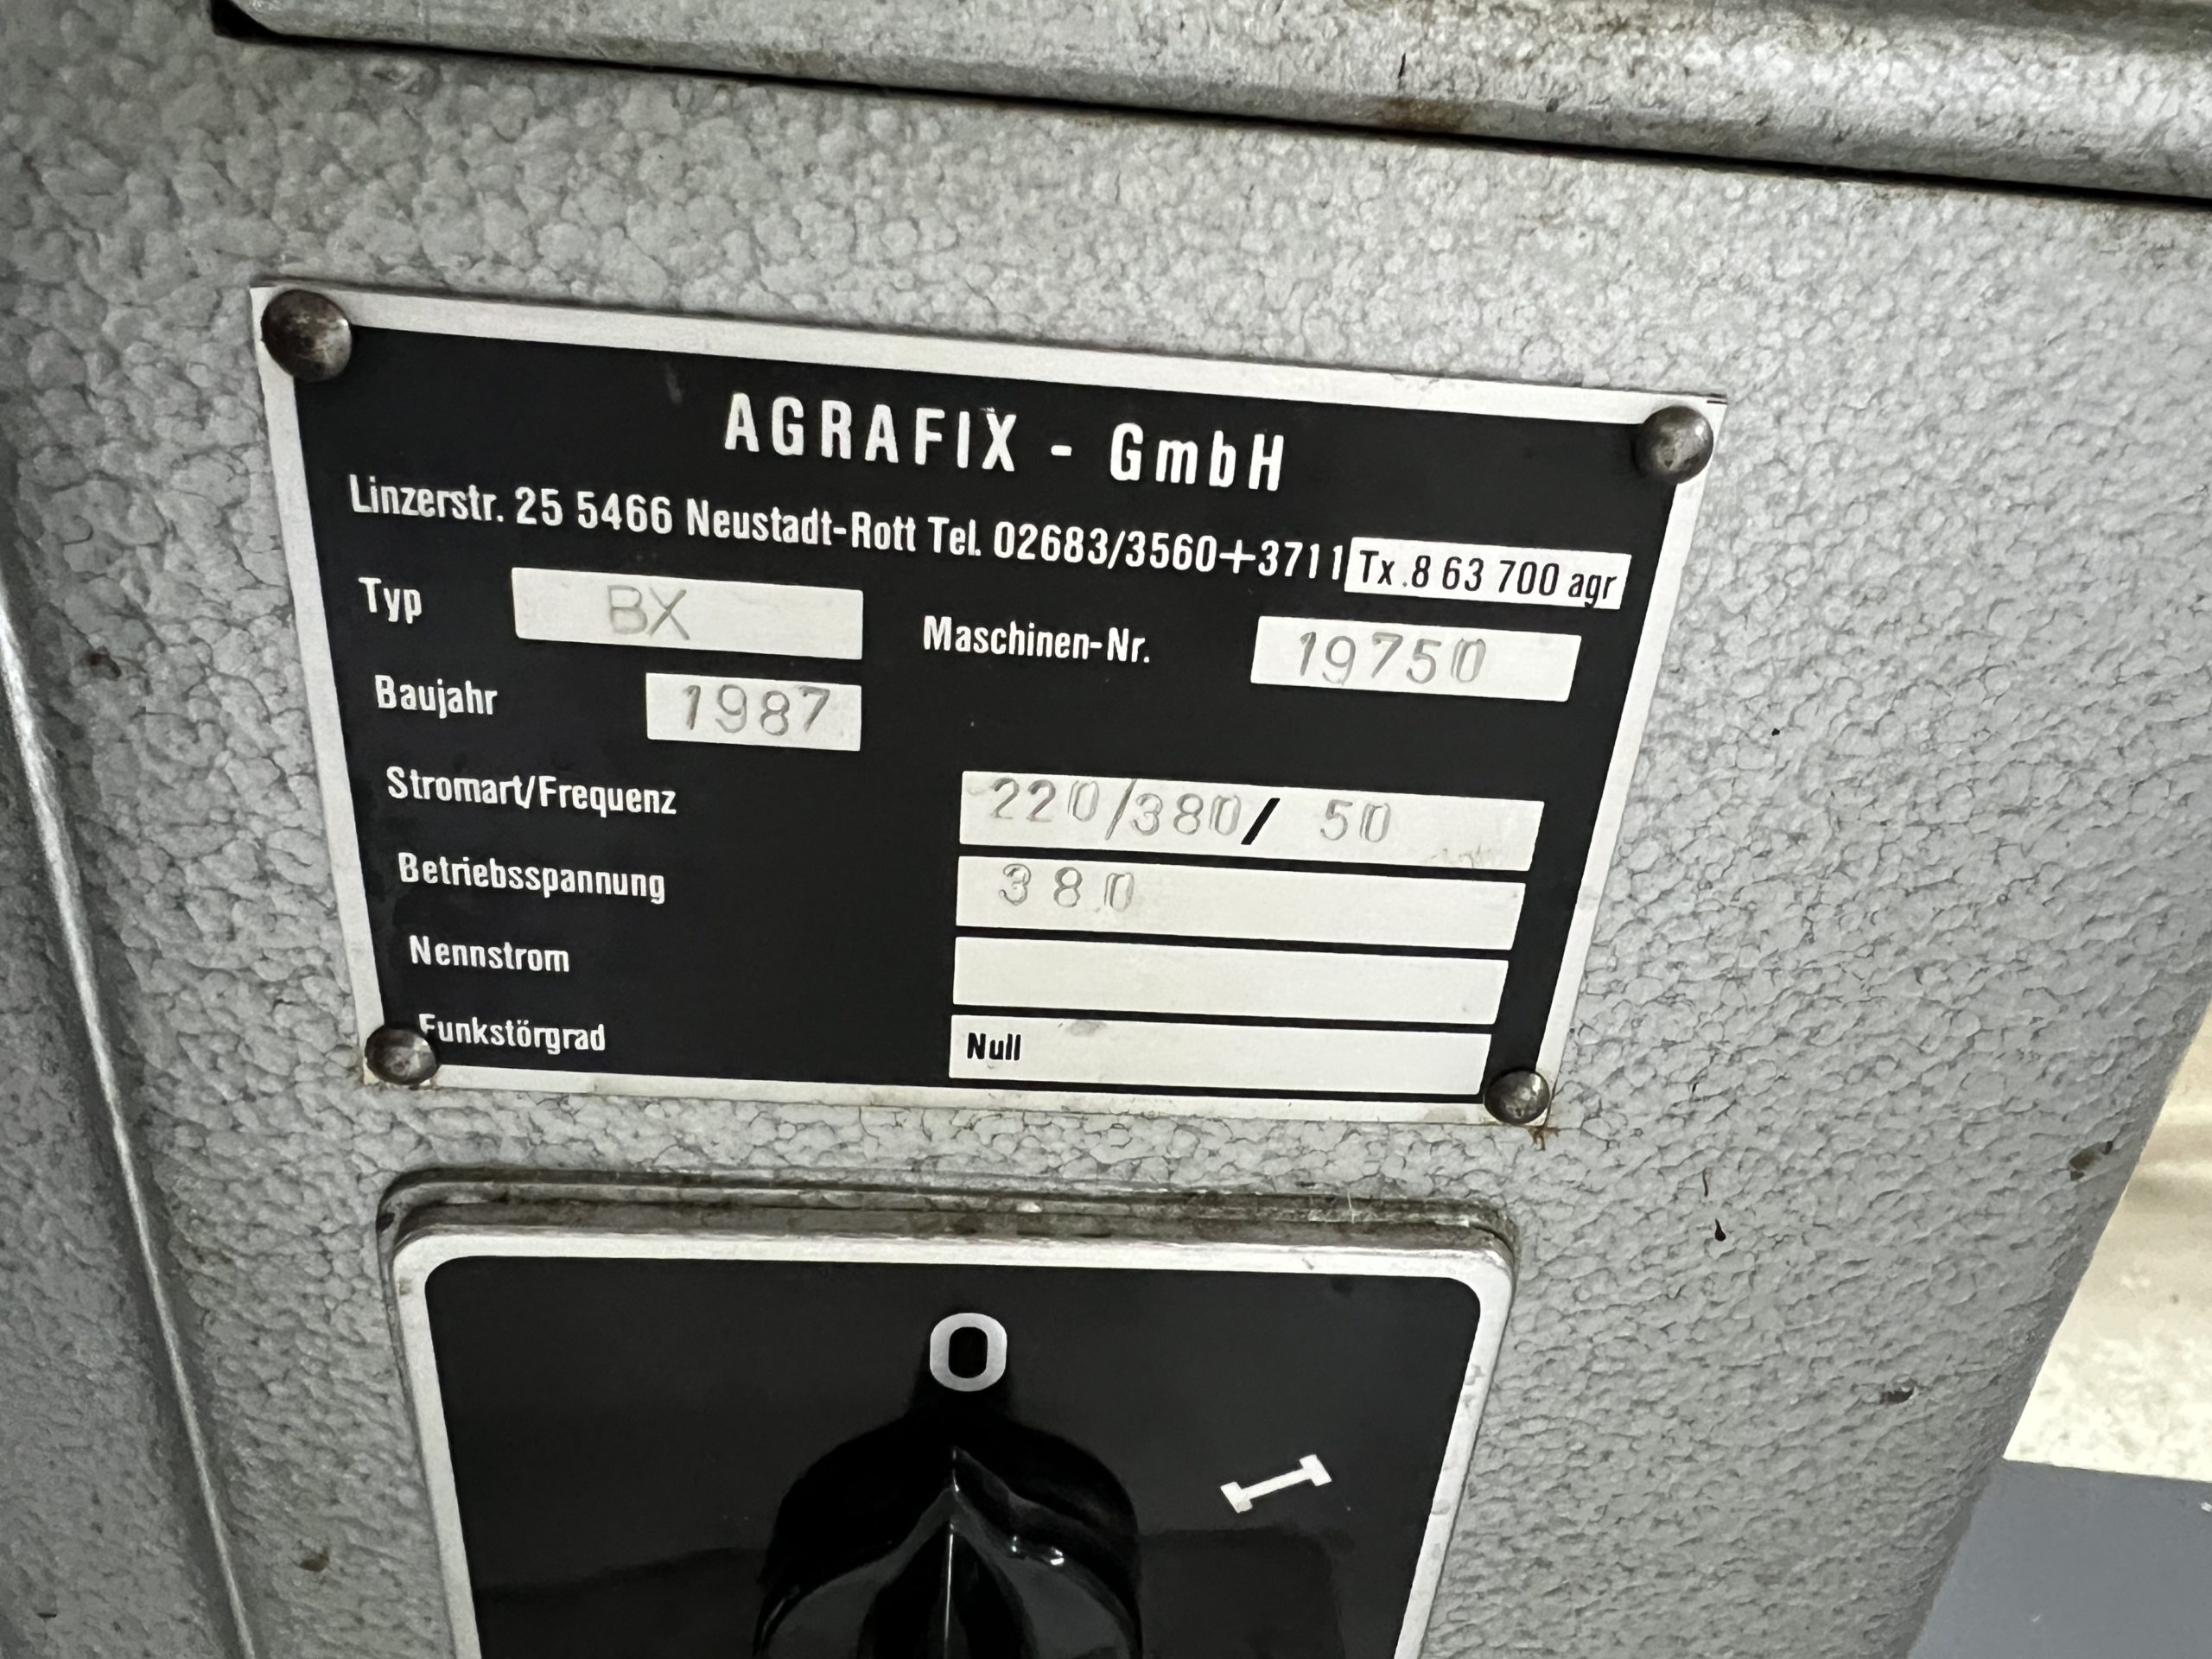 AGRAFIX - GmbH
Linzerstr. 25 5466 Neustadt-Rott Tel. 02683/3560+3711 Tx.8 63 700 agr
Typ BX Maschinen-Nr. 19750
Baujahr 1987
Stromart/Frequenz 220/380/ 50
Betriebsspannung 380
Nennstrom
Funkstörgrad Null
O
I